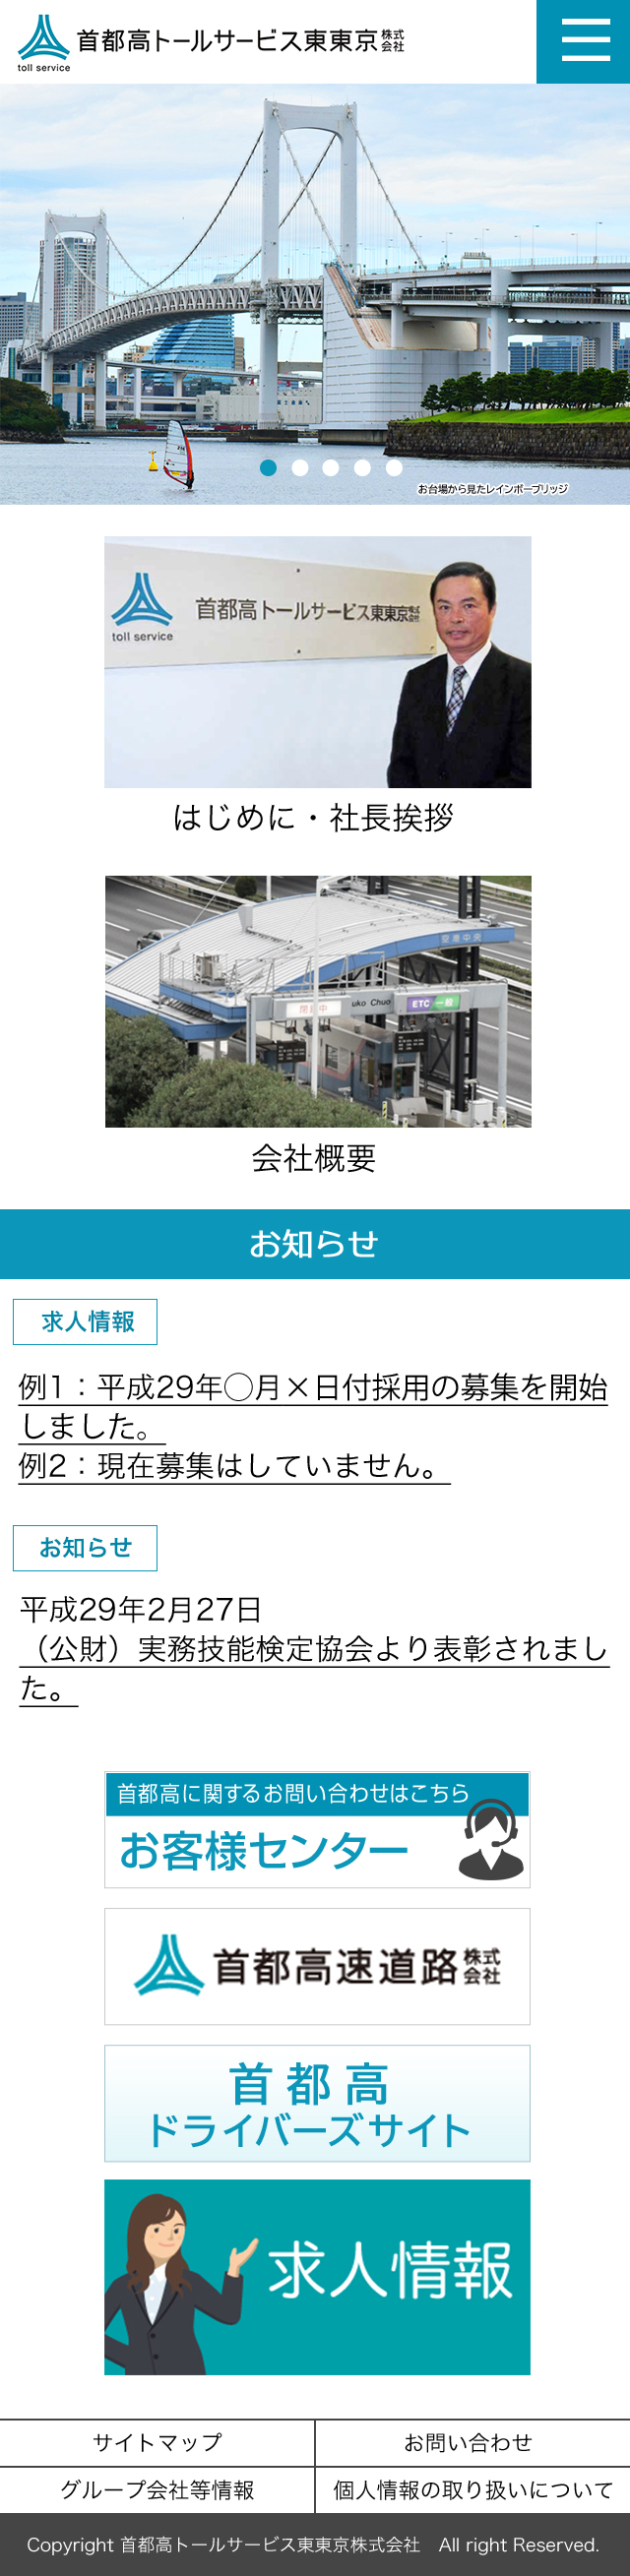 首都高トールサービス東東京株式会社
toll service
お台場から見たレインボーブリッジ
首都高トールサービス東東京株式会社
toll service
はじめに・社長挨拶
空港中央
閉鎖中
uko Chuo
ETC 一般
会社概要
お知らせ
求人情報
例1：平成29年◯月×日付採用の募集を開始
しました。
例2：現在募集はしていません。
お知らせ
平成29年2月27日
（公財）実務技能検定協会より表彰されまし
た。
首都高に関するお問い合わせはこちら
お客様センター
首都高速道路株式会社
首都高
ドライバーズサイト
求人情報
サイトマップ
お問い合わせ
グループ会社等情報
個人情報の取り扱いについて
Copyright 首都高トールサービス東東京株式会社　All right Reserved.